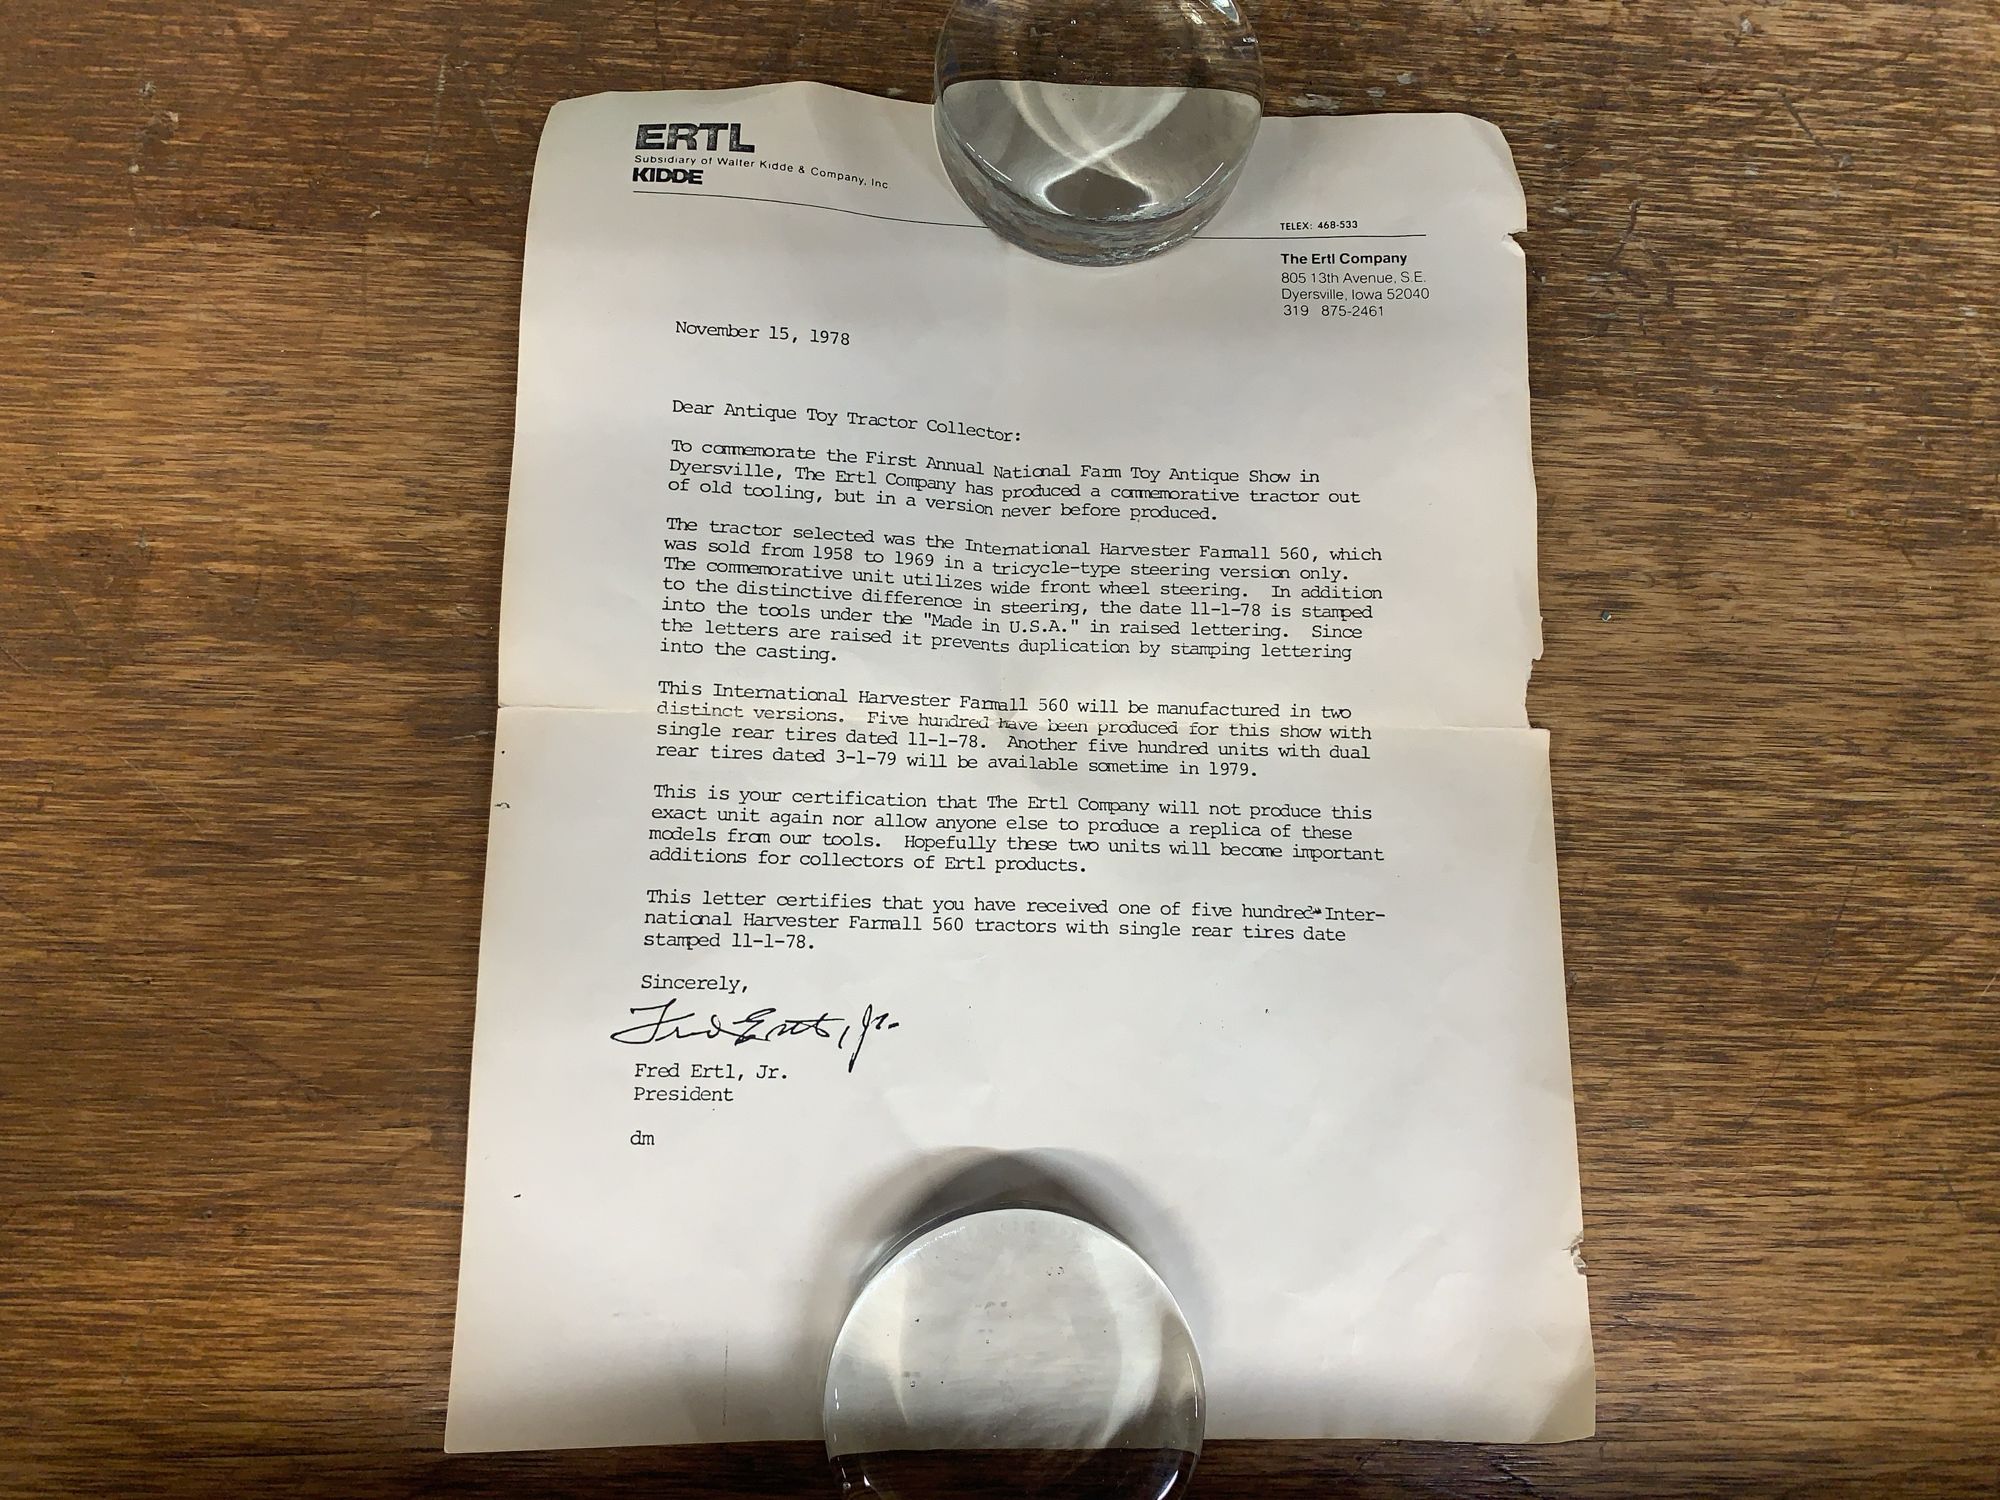 ERTL
Subsidiary of Walter Kidde & Company, Inc
KIDDE
TELEX: 468-533
The Ertl Company
805 13th Avenue, S.E.
Dyersville, Iowa 52040
319 875-2461
November 15, 1978
Dear Antique Toy Tractor Collector:
To commemorate the First Annual National Farm Toy Antique Show in
Dyersville, The Ertl Company has produced a commemorative tractor out
of old tooling, but in a version never before produced.
The tractor selected was the International Harvester Farmall 560, which
was sold from 1958 to 1969 in a tricycle-type steering version only.
The commemorative unit utilizes wide front wheel steering. In addition
to the distinctive difference in steering, the date 11-1-78 is stamped
into the tools under the "Made in U.S.A." in raised lettering. Since
the letters are raised it prevents duplication by stamping lettering
into the casting.
This International Harvester Farmall 560 will be manufactured in two
distinct versions. Five hundred have been produced for this show with
single rear tires dated 11-1-78. Another five hundred units with dual
rear tires dated 3-1-79 will be available sometime in 1979.
This is your certification that The Ertl Company will not produce this
exact unit again nor allow anyone else to produce a replica of these
models from our tools. Hopefully these two units will become important
additions for collectors of Ertl products.
This letter certifies that you have received one of five hundred Inter-
national Harvester Farmall 560 tractors with single rear tires date
stamped 11-1-78.
Sincerely,
Fred Ertl, Jr.
Fred Ertl, Jr.
President
dm